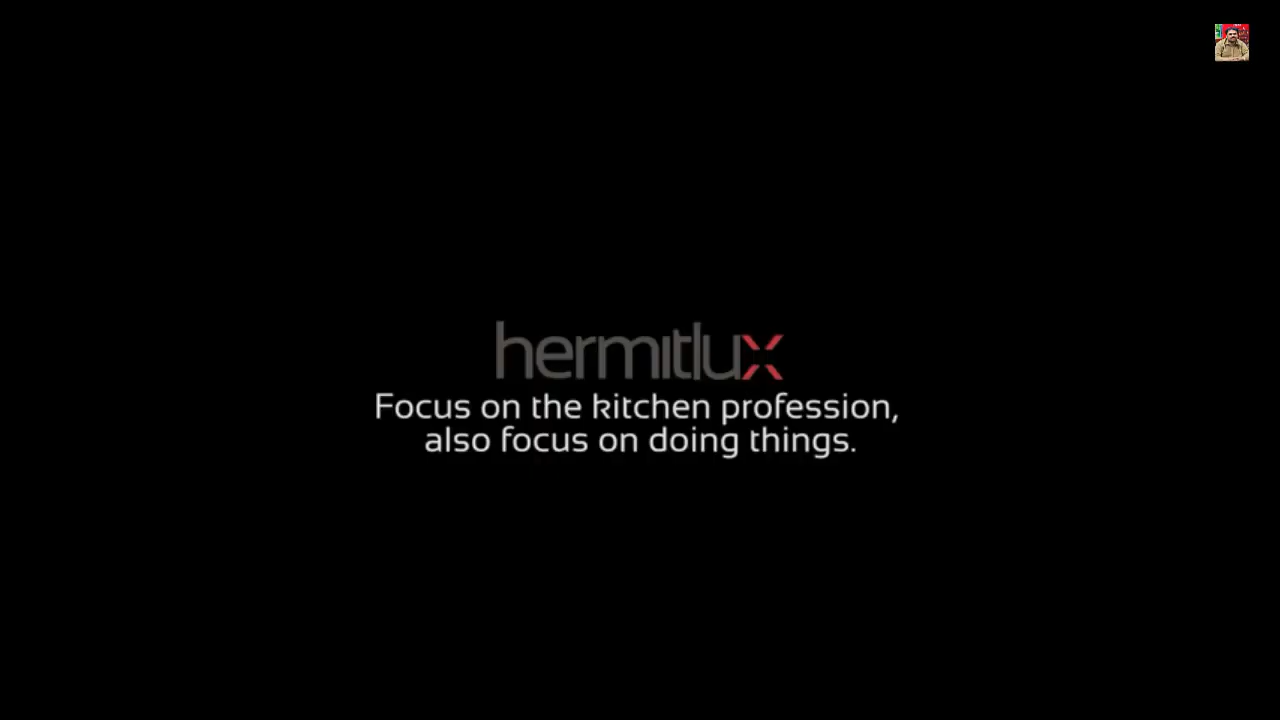 hermitlux
Focus on the kitchen profession,
also focus on doing things.